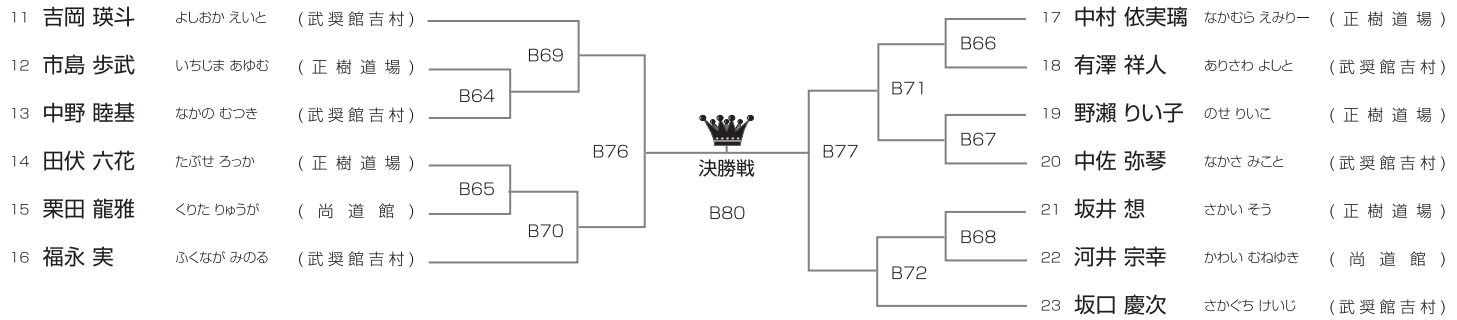 11 吉岡 瑛斗 よしおか えいと (武奨館吉村)
12 市島 歩武 いちじま あゆむ (正樹道場)
13 中野 睦基 なかの むつき (武奨館吉村)
14 田伏 六花 たぶせ ろっか (正樹道場)
15 栗田 龍雅 くりた りゅうが (尚道館)
16 福永 実 ふくなが みのる (武奨館吉村)
B69
B64
B65
B70
B76
決勝戦
B80
B77
B66
B71
B67
B68
B72
17 中村 依実璃 なかむら えみりー (正樹道場)
18 有澤 祥人 ありさわ よしと (武奨館吉村)
19 野瀬 りい子 のせ りいこ (正樹道場)
20 中佐 弥琴 なかさ みこと (武奨館吉村)
21 坂井 想 さかい そう (正樹道場)
22 河井 宗幸 かわい むねゆき (尚道館)
23 坂口 慶次 さかぐち けいじ (武奨館吉村)